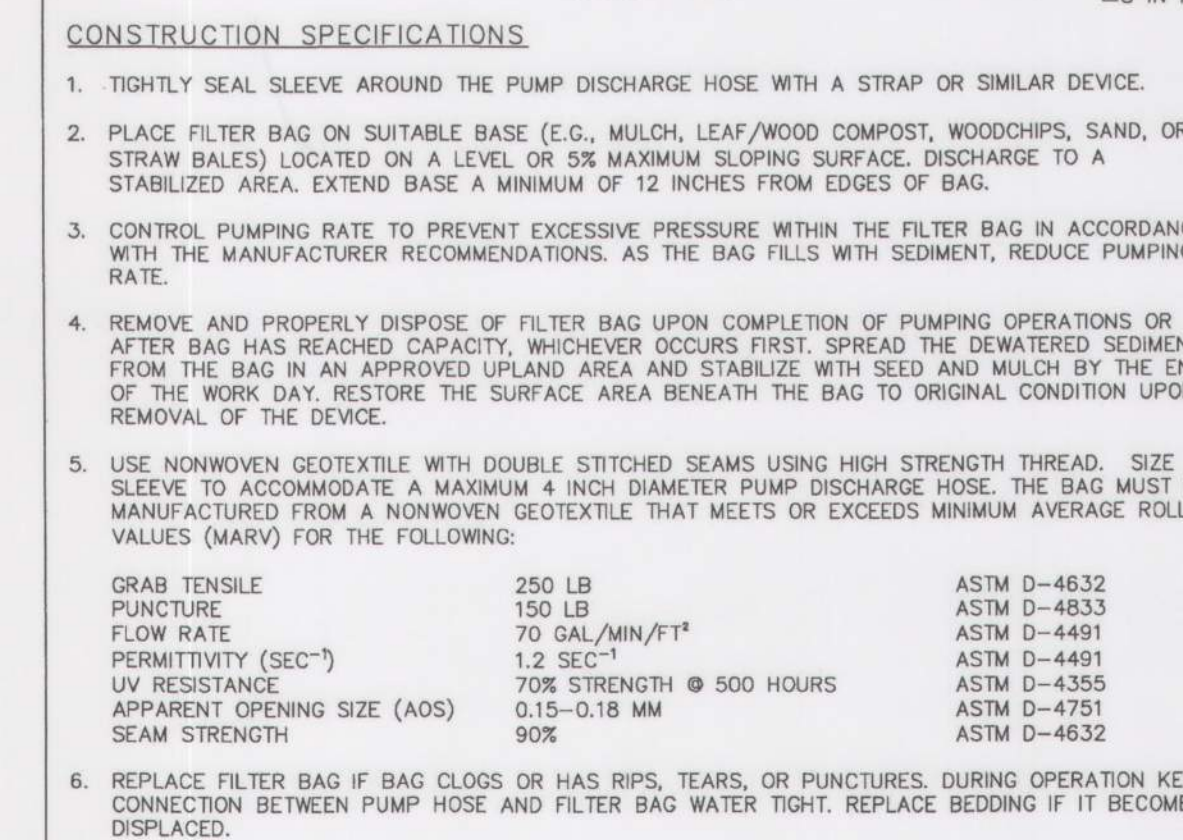 CONSTRUCTION SPECIFICATIONS
1. TIGHTLY SEAL SLEEVE AROUND THE PUMP DISCHARGE HOSE WITH A STRAP OR SIMILAR DEVICE.
2. PLACE FILTER BAG ON SUITABLE BASE (E.G., MULCH, LEAF/WOOD COMPOST, WOODCHIPS, SAND, OR
STRAW BALES) LOCATED ON A LEVEL OR 5% MAXIMUM SLOPING SURFACE. DISCHARGE TO A
STABILIZED AREA. EXTEND BASE A MINIMUM OF 12 INCHES FROM EDGES OF BAG.
3. CONTROL PUMPING RATE TO PREVENT EXCESSIVE PRESSURE WITHIN THE FILTER BAG IN ACCORDANC
WITH THE MANUFACTURER RECOMMENDATIONS. AS THE BAG FILLS WITH SEDIMENT, REDUCE PUMPING
RATE.
4. REMOVE AND PROPERLY DISPOSE OF FILTER BAG UPON COMPLETION OF PUMPING OPERATIONS OR
AFTER BAG HAS REACHED CAPACITY, WHICHEVER OCCURS FIRST. SPREAD THE DEWATERED SEDIMEN
FROM THE BAG IN AN APPROVED UPLAND AREA AND STABILIZE WITH SEED AND MULCH BY THE EN
OF THE WORK DAY. RESTORE THE SURFACE AREA BENEATH THE BAG TO ORIGINAL CONDITION UPO
REMOVAL OF THE DEVICE.
5. USE NONWOVEN GEOTEXTILE WITH DOUBLE STITCHED SEAMS USING HIGH STRENGTH THREAD. SIZE
SLEEVE TO ACCOMMODATE A MAXIMUM 4 INCH DIAMETER PUMP DISCHARGE HOSE. THE BAG MUST
MANUFACTURED FROM A NONWOVEN GEOTEXTILE THAT MEETS OR EXCEEDS MINIMUM AVERAGE ROLL
VALUES (MARV) FOR THE FOLLOWING:
GRAB TENSILE 250 LB ASTM D-4632
PUNCTURE 150 LB ASTM D-4833
FLOW RATE 70 GAL/MIN/FT² ASTM D-4491
PERMITTIVITY (SEC⁻¹) 1.2 SEC⁻¹ ASTM D-4491
UV RESISTANCE 70% STRENGTH @ 500 HOURS ASTM D-4355
APPARENT OPENING SIZE (AOS) 0.15-0.18 MM ASTM D-4751
SEAM STRENGTH 90% ASTM D-4632
6. REPLACE FILTER BAG IF BAG CLOGS OR HAS RIPS, TEARS, OR PUNCTURES. DURING OPERATION KE
CONNECTION BETWEEN PUMP HOSE AND FILTER BAG WATER TIGHT. REPLACE BEDDING IF IT BECOME
DISPLACED.